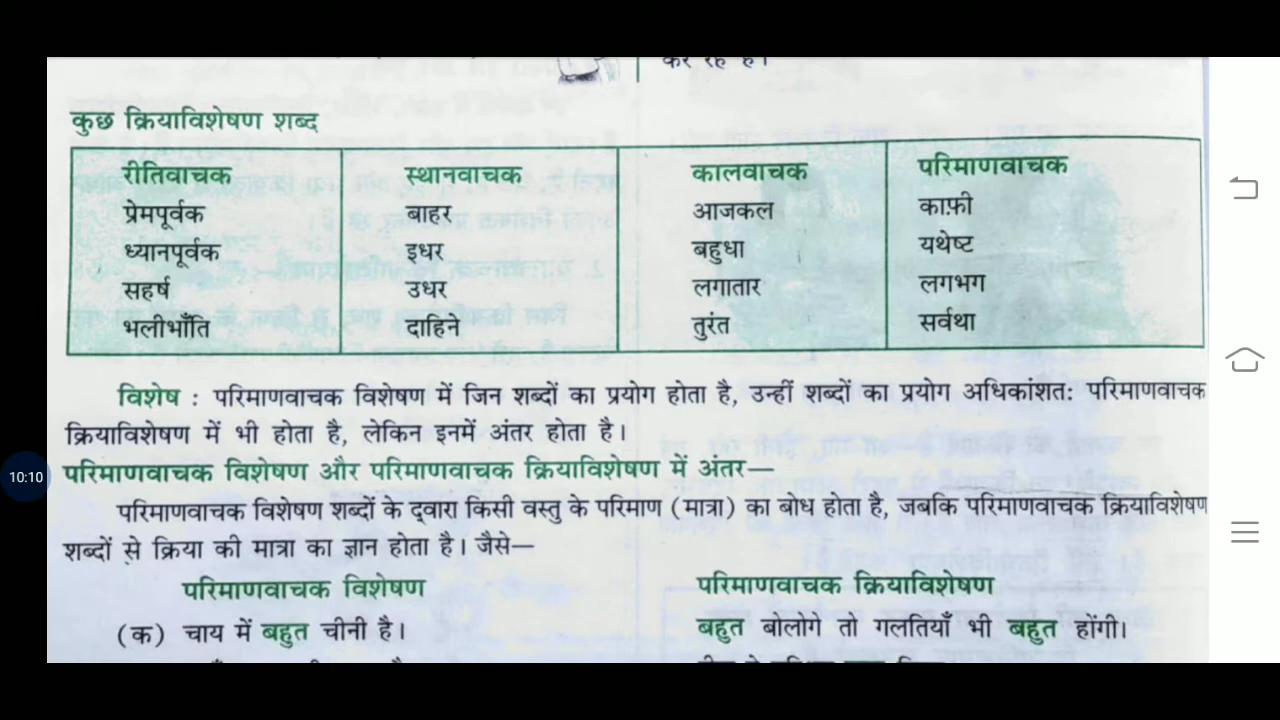 कर रहे हैं।
कुछ क्रियाविशेषण शब्द
रीतिवाचक स्थानवाचक कालवाचक परिमाणवाचक
प्रेमपूर्वक बाहर आजकल काफ़ी
ध्यानपूर्वक इधर बहुधा यथेष्ट
सहर्ष उधर लगातार लगभग
भलीभाँति दाहिने तुरंत सर्वथा
विशेष : परिमाणवाचक विशेषण में जिन शब्दों का प्रयोग होता है, उन्हीं शब्दों का प्रयोग अधिकांशत: परिमाणवाचक
क्रियाविशेषण में भी होता है, लेकिन इनमें अंतर होता है।
परिमाणवाचक विशेषण और परिमाणवाचक क्रियाविशेषण में अंतर—
10:10
परिमाणवाचक विशेषण शब्दों के द्वारा किसी वस्तु के परिमाण (मात्रा) का बोध होता है, जबकि परिमाणवाचक क्रियाविशेषण
शब्दों से क्रिया की मात्रा का ज्ञान होता है। जैसे—
परिमाणवाचक विशेषण परिमाणवाचक क्रियाविशेषण
(क) चाय में बहुत चीनी है। बहुत बोलोगे तो गलतियाँ भी बहुत होंगी।